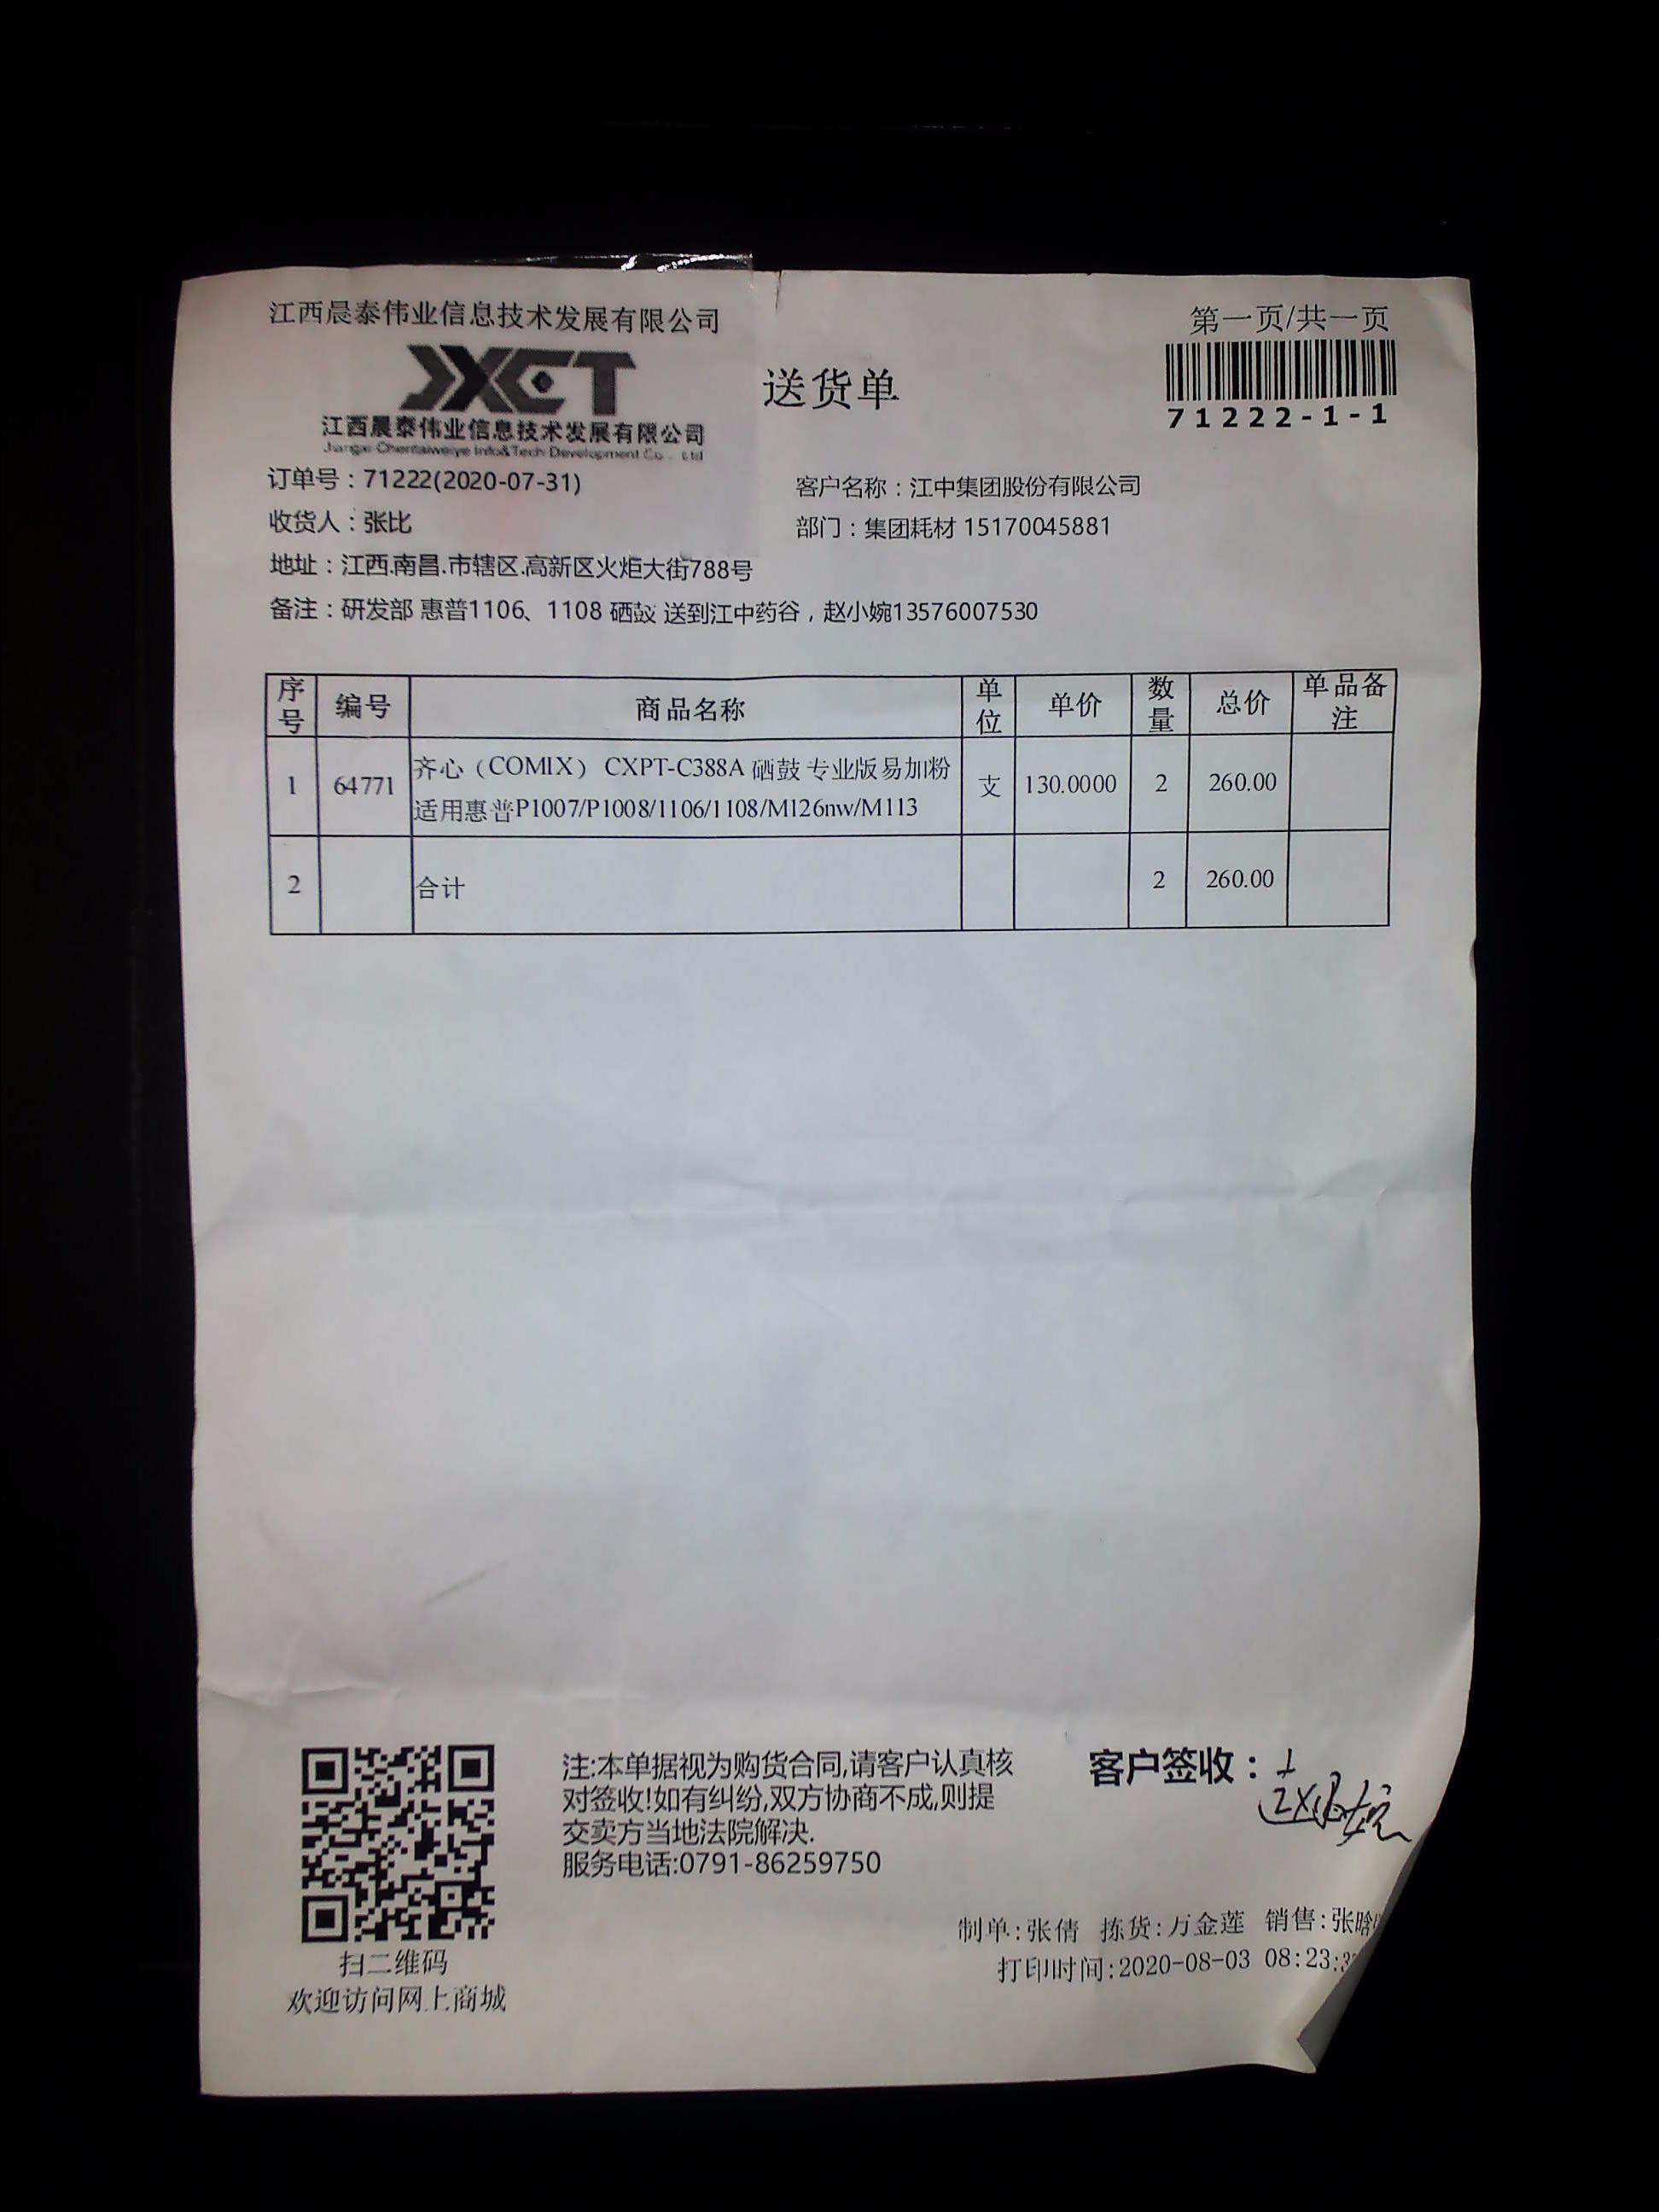 江西晨泰伟业信息技术发展有限公司
第一页/共一页
JXCT
送货单
71222-1-1
江西晨泰伟业信息技术发展有限公司
Jiangxi Chentaiweiye Info&Tech Development Co., Ltd
订单号：71222(2020-07-31)
客户名称：江中集团股份有限公司
收货人：张比
部门：集团耗材 15170045881
地址：江西.南昌.市辖区.高新区火炬大街788号
备注：研发部 惠普1106、1108 硒鼓 送到江中药谷，赵小婉13576007530
序号 编号 商品名称 单位 单价 数量 总价 单品备注
1 64771 齐心（COMIX） CXPT-C388A 硒鼓 专业版易加粉 支 130.0000 2 260.00
适用惠普P1007/P1008/1106/1108/M126nw/M113
2 合计 2 260.00
注:本单据视为购货合同,请客户认真核
对签收!如有纠纷,双方协商不成,则提
交卖方当地法院解决.
服务电话:0791-86259750
客户签收：
赵小婉
制单:张倩 拣货:万金莲 销售:张晗
打印时间:2020-08-03 08:23:3
扫二维码
欢迎访问网上商城